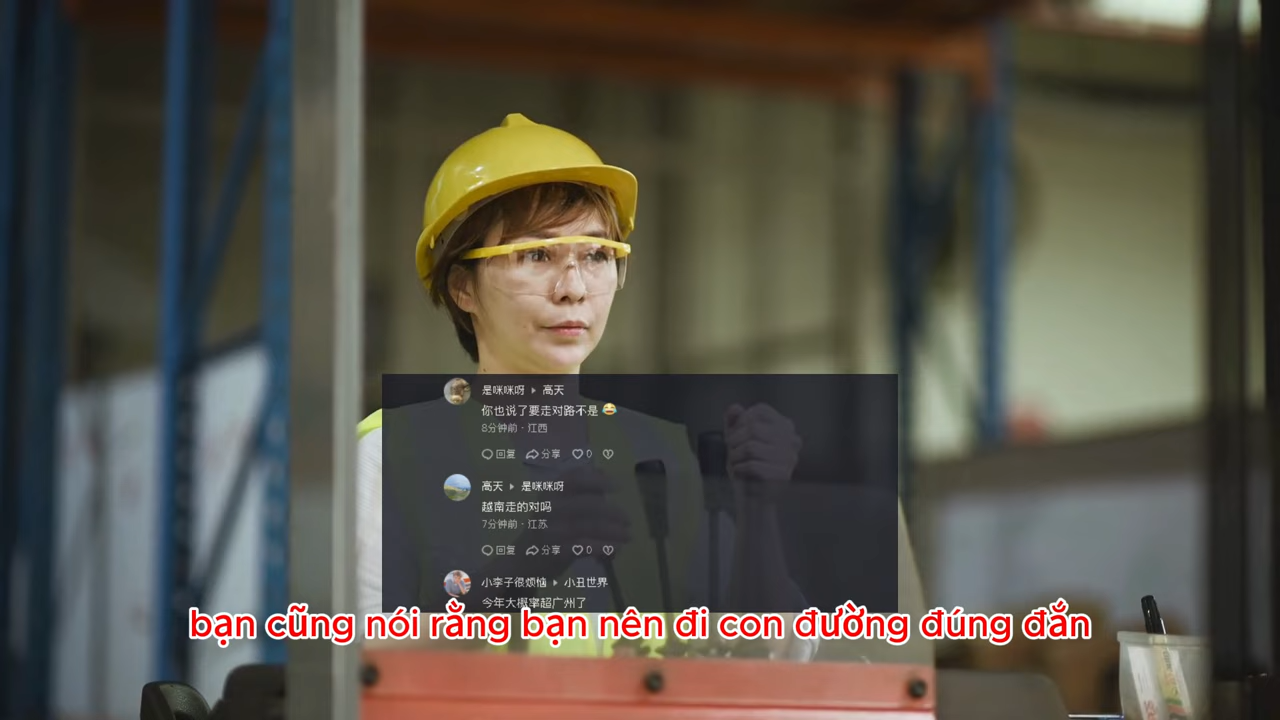 是咪咪呀 ▸ 高天
你也说了要走对路不是 😂
8分钟前 · 江西
回复 分享 0
高天 ▸ 是咪咪呀
越南走的对吗
7分钟前 · 江苏
回复 分享 0
小李子很烦恼 ▸ 小丑世界
今年大概率超广州了
bạn cũng nói rằng bạn nên đi con đường đúng đắn